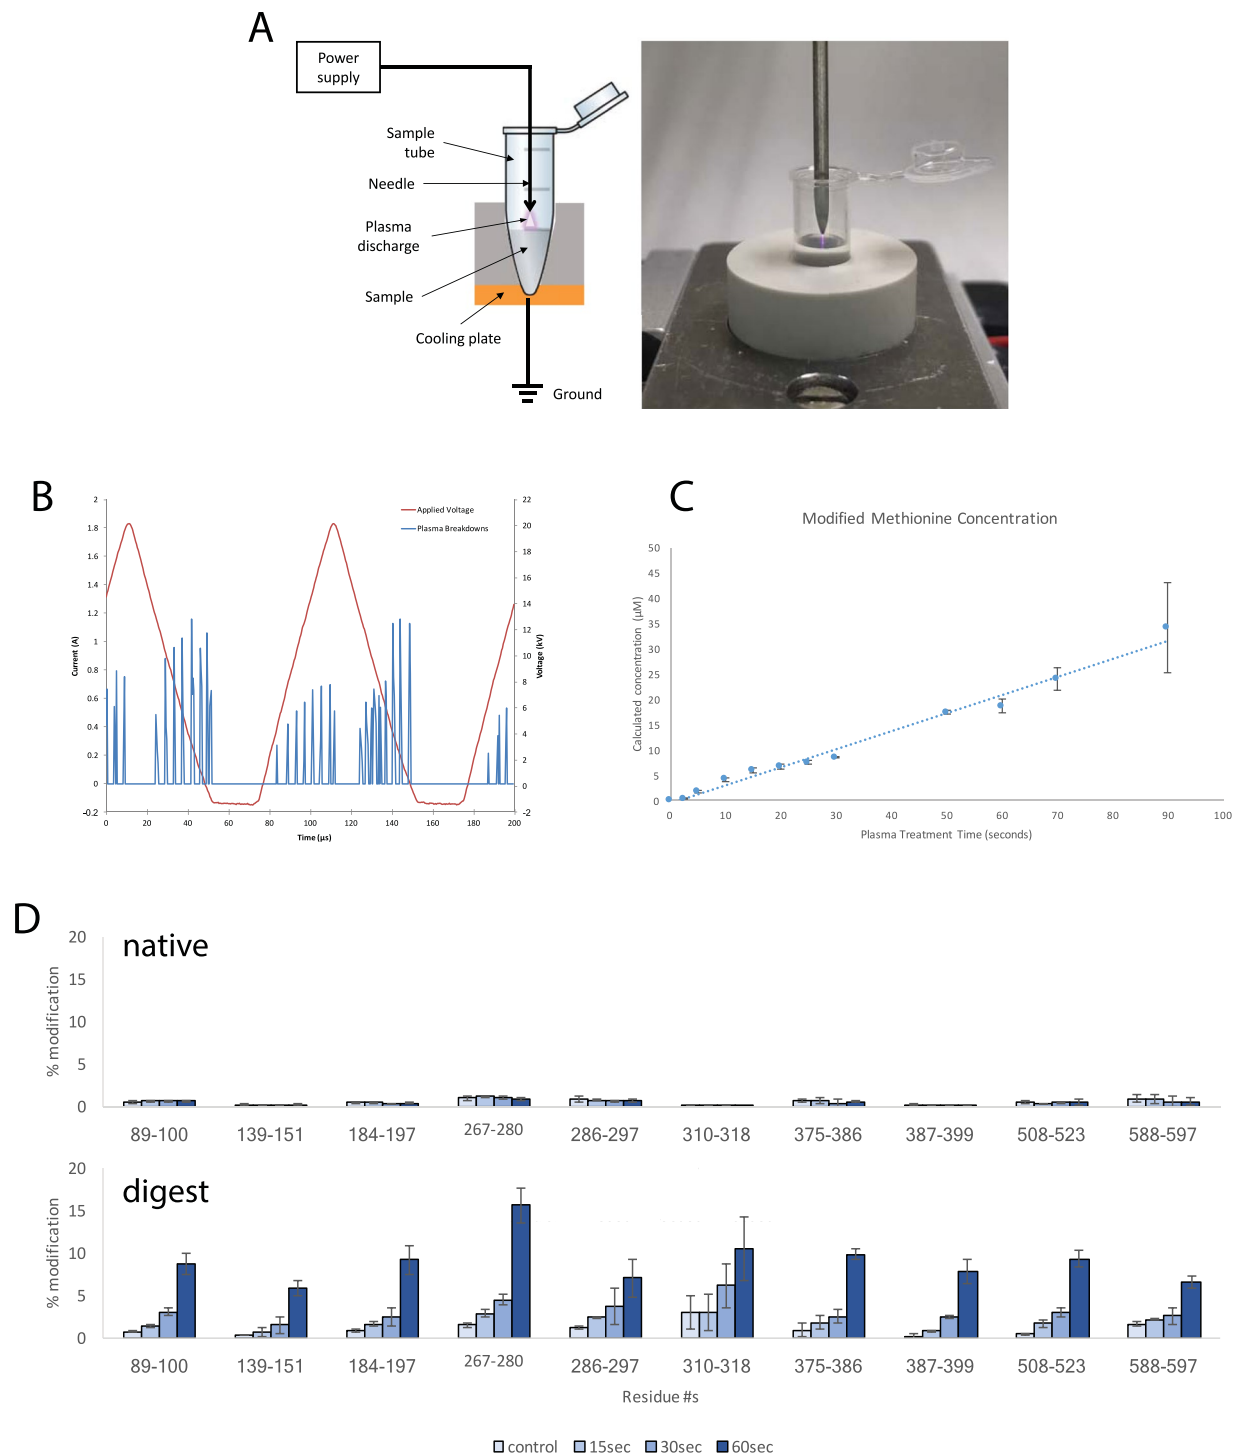 A
Power
supply
Sample
tube
Needle
Plasma
discharge
Sample
Cooling plate
Ground
B
Applied Voltage
Plasma Breakdowns
2
1.8
1.6
1.4
1.2
1
0.8
0.6
0.4
0.2
0
-0.2
Current (A)
22
20
18
16
14
12
10
8
6
4
2
0
-2
Voltage (kV)
0 20 40 60 80 100 120 140 160 180 200
Time (µs)
C
Modified Methionine Concentration
50
45
40
35
30
25
20
15
10
5
0
Calculated concentration (µM)
0 10 20 30 40 50 60 70 80 90 100
Plasma Treatment Time (seconds)
D
native
20
15
10
5
0
% modification
89-100 139-151 184-197 267-280 286-297 310-318 375-386 387-399 508-523 588-597
digest
20
15
10
5
0
% modification
89-100 139-151 184-197 267-280 286-297 310-318 375-386 387-399 508-523 588-597
Residue #s
control 15sec 30sec 60sec